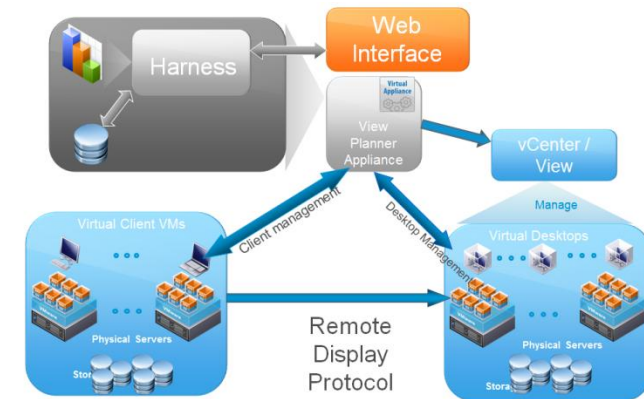 Web
Interface
Harness
Virtual
Appliance
View
Planner
Appliance
vCenter /
View
Manage
Client management
Desktop Management
Virtual Client VMs
Virtual Desktops
Physical Servers
Physical Servers
Remote
Display
Protocol